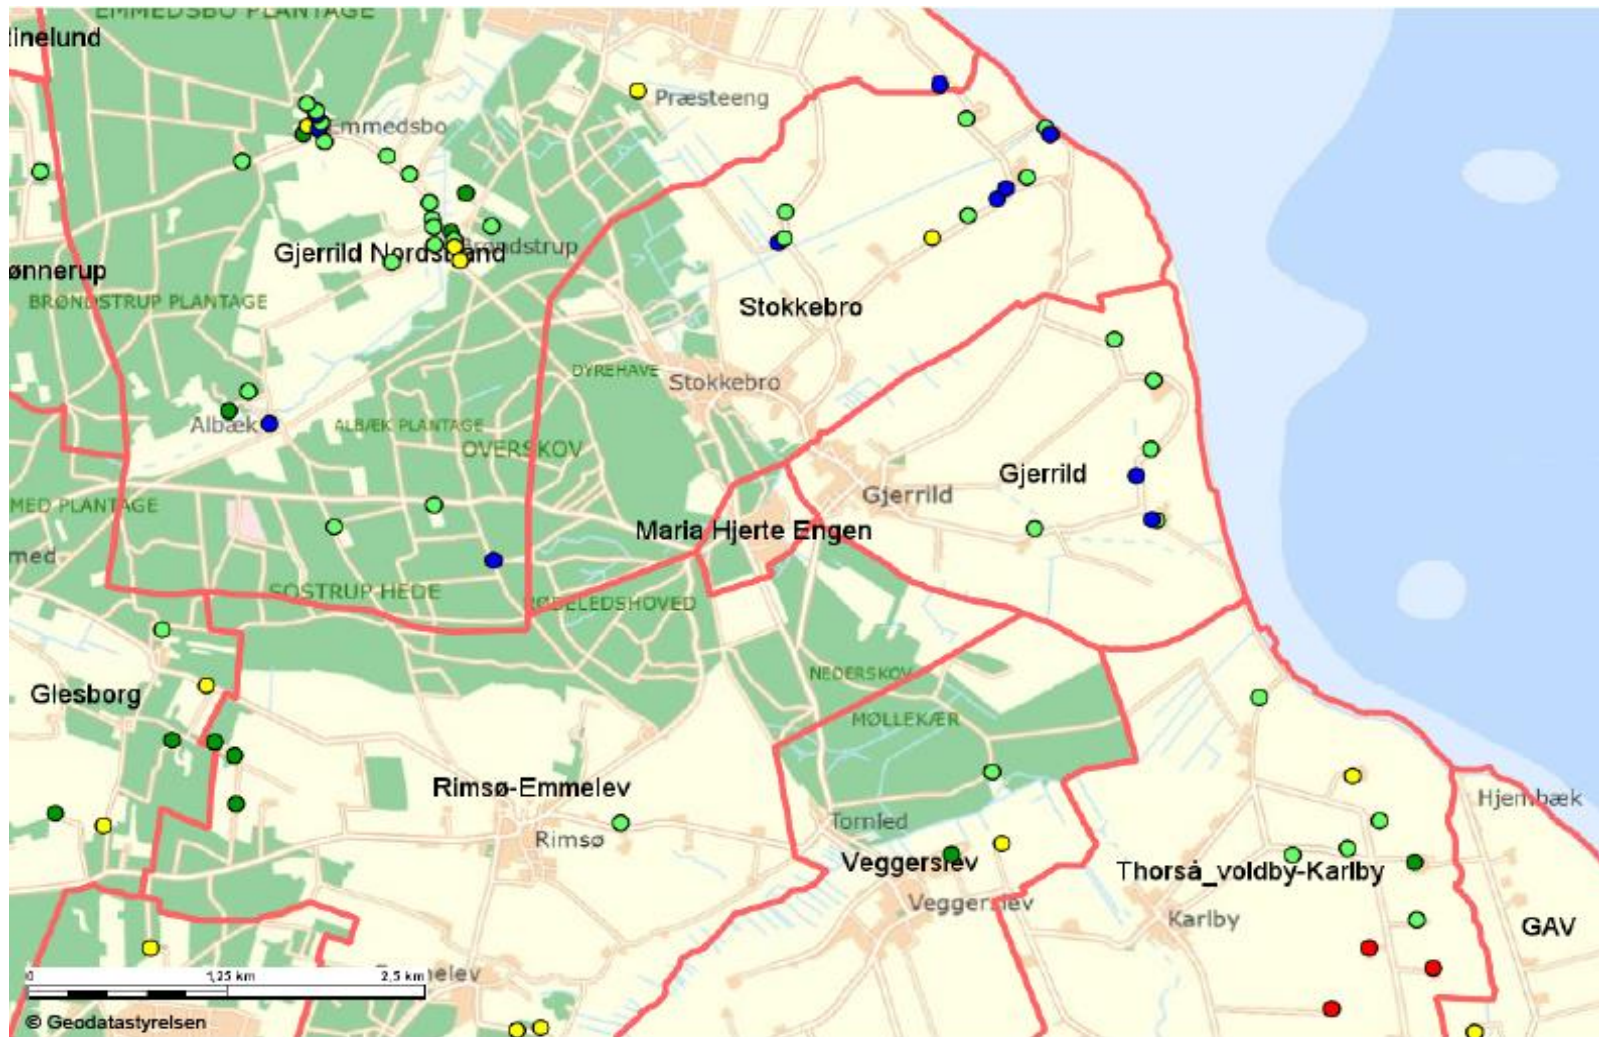 EMMEDSBO PLANTAGE
tinelund
Præsteeng
Emmedsbo
Brøndstrup
Gjerrild Nordstrand
ønnerup
BRØNDSTRUP PLANTAGE
Stokkebro
DYREHAVE
Stokkebro
Albæk
ALBÆK PLANTAGE
OVERSKOV
Gjerrild
Gjerrild
MED PLANTAGE
Maria Hjerte Engen
med
SOSTRUP HEDE
RØDELEDSHOVED
NEDERSKOV
Glesborg
MØLLEKÆR
Rimsø-Emmelev
Hjembæk
Tornled
Rimsø
Veggerslev
Thorså_voldby-Karlby
Veggerslev
Karlby
GAV
0 1,25 km 2,5 km
© Geodatastyrelsen